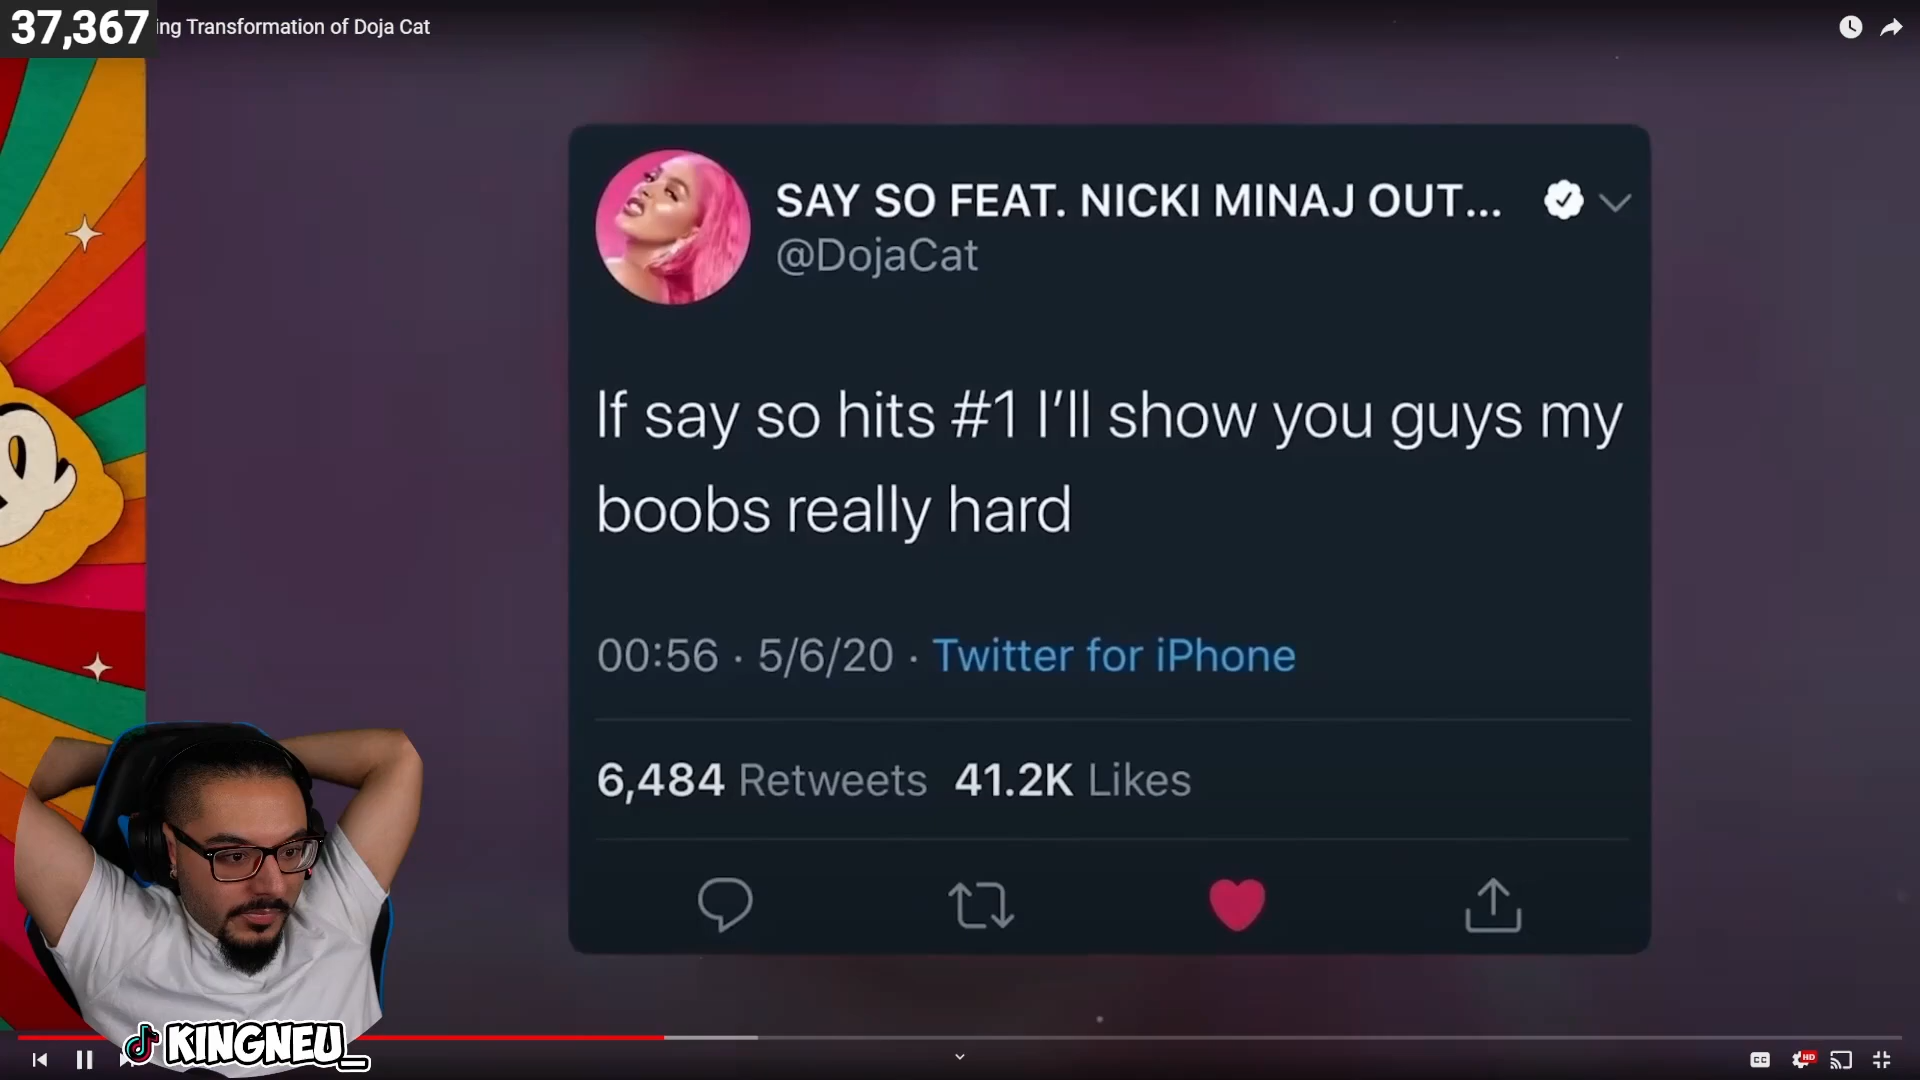 37,367
ing Transformation of Doja Cat
SAY SO FEAT. NICKI MINAJ OUT...
@DojaCat
If say so hits #1 I'll show you guys my
boobs really hard
00:56 · 5/6/20 · Twitter for iPhone
6,484 Retweets 41.2K Likes
KINGNEU_
CC
HD